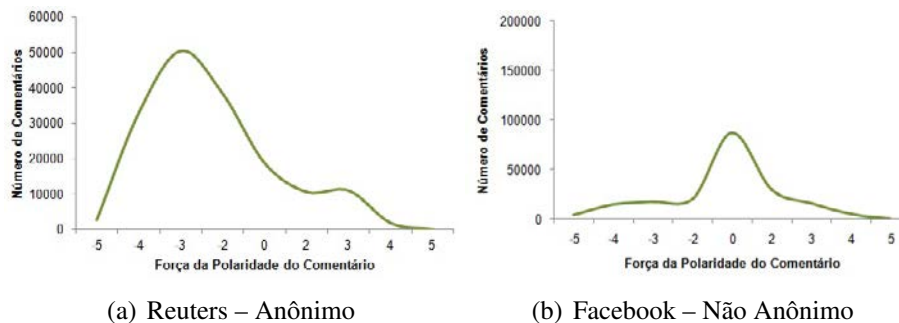 60000
50000
40000
30000
20000
10000
0
Número de Comentários
-5 -4 -3 -2 0 2 3 4 5
Força da Polaridade do Comentário
(a) Reuters – Anônimo
200000
150000
100000
50000
0
Número de Comentários
-5 -4 -3 -2 0 2 3 4 5
Força da Polaridade do Comentário
(b) Facebook – Não Anônimo